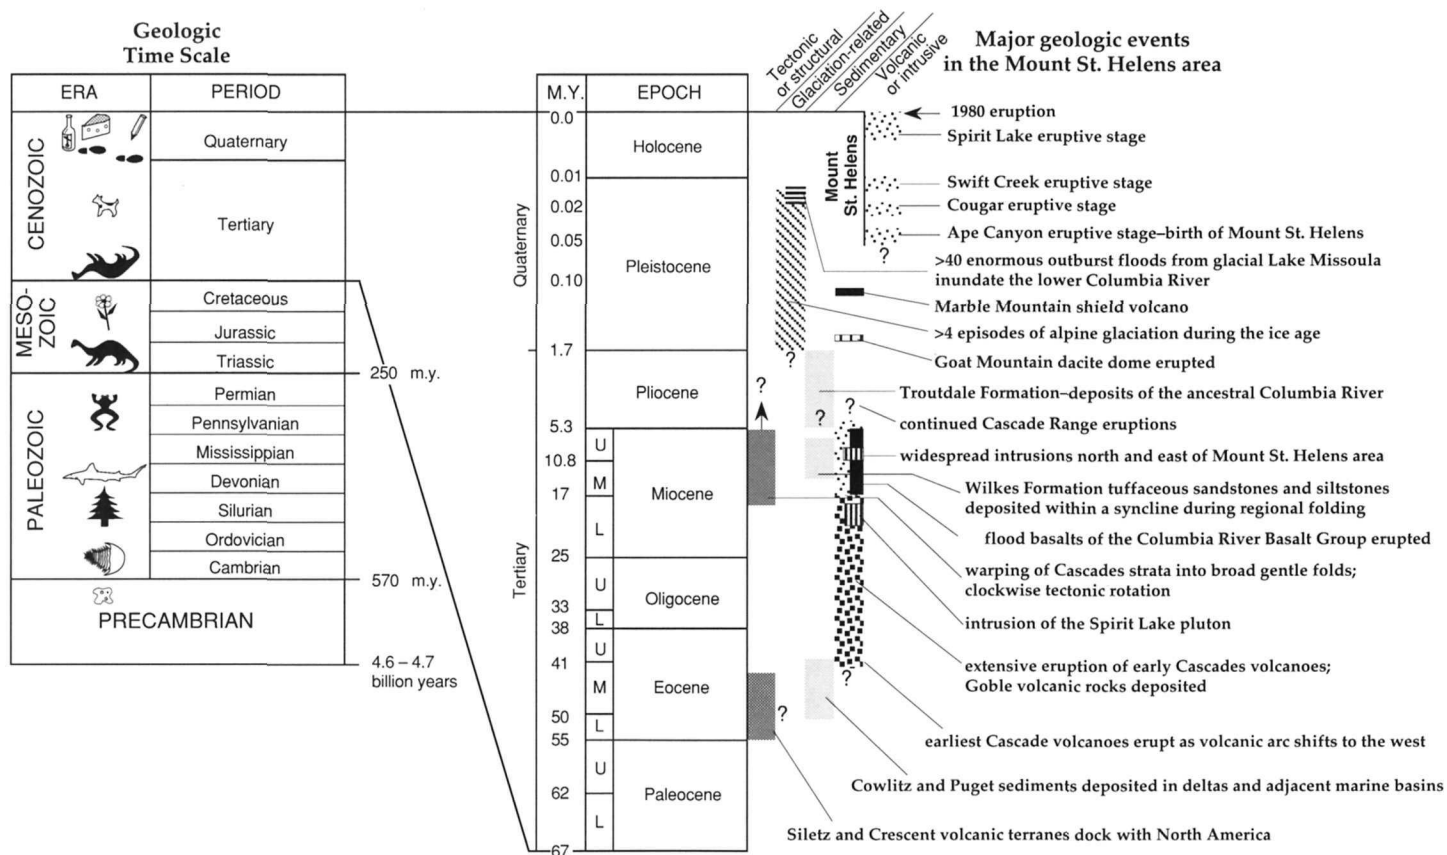 Geologic
Time Scale
ERA
PERIOD
CENOZOIC
Quaternary
Tertiary
MESO-
ZOIC
Cretaceous
Jurassic
Triassic
250 m.y.
PALEOZOIC
Permian
Pennsylvanian
Mississippian
Devonian
Silurian
Ordovician
Cambrian
570 m.y.
PRECAMBRIAN
4.6 – 4.7
billion years
M.Y.
EPOCH
0.0
Holocene
0.01
Quaternary
0.02
0.05
Pleistocene
0.10
1.7
Pliocene
5.3
Tertiary
U
10.8
M
Miocene
17
L
25
U
Oligocene
33
L
38
U
41
M
Eocene
50
L
55
U
Paleocene
62
L
67
Tectonic
or structural
Glaciation-related
Sedimentary
Volcanic
or intrusive
Major geologic events
in the Mount St. Helens area
Mount
St. Helens
1980 eruption
Spirit Lake eruptive stage
Swift Creek eruptive stage
Cougar eruptive stage
Ape Canyon eruptive stage–birth of Mount St. Helens
?
>40 enormous outburst floods from glacial Lake Missoula
inundate the lower Columbia River
Marble Mountain shield volcano
>4 episodes of alpine glaciation during the ice age
?
Goat Mountain dacite dome erupted
?
Troutdale Formation–deposits of the ancestral Columbia River
?
?
continued Cascade Range eruptions
widespread intrusions north and east of Mount St. Helens area
Wilkes Formation tuffaceous sandstones and siltstones
deposited within a syncline during regional folding
flood basalts of the Columbia River Basalt Group erupted
warping of Cascades strata into broad gentle folds;
clockwise tectonic rotation
intrusion of the Spirit Lake pluton
extensive eruption of early Cascades volcanoes;
Goble volcanic rocks deposited
?
?
earliest Cascade volcanoes erupt as volcanic arc shifts to the west
Cowlitz and Puget sediments deposited in deltas and adjacent marine basins
Siletz and Crescent volcanic terranes dock with North America